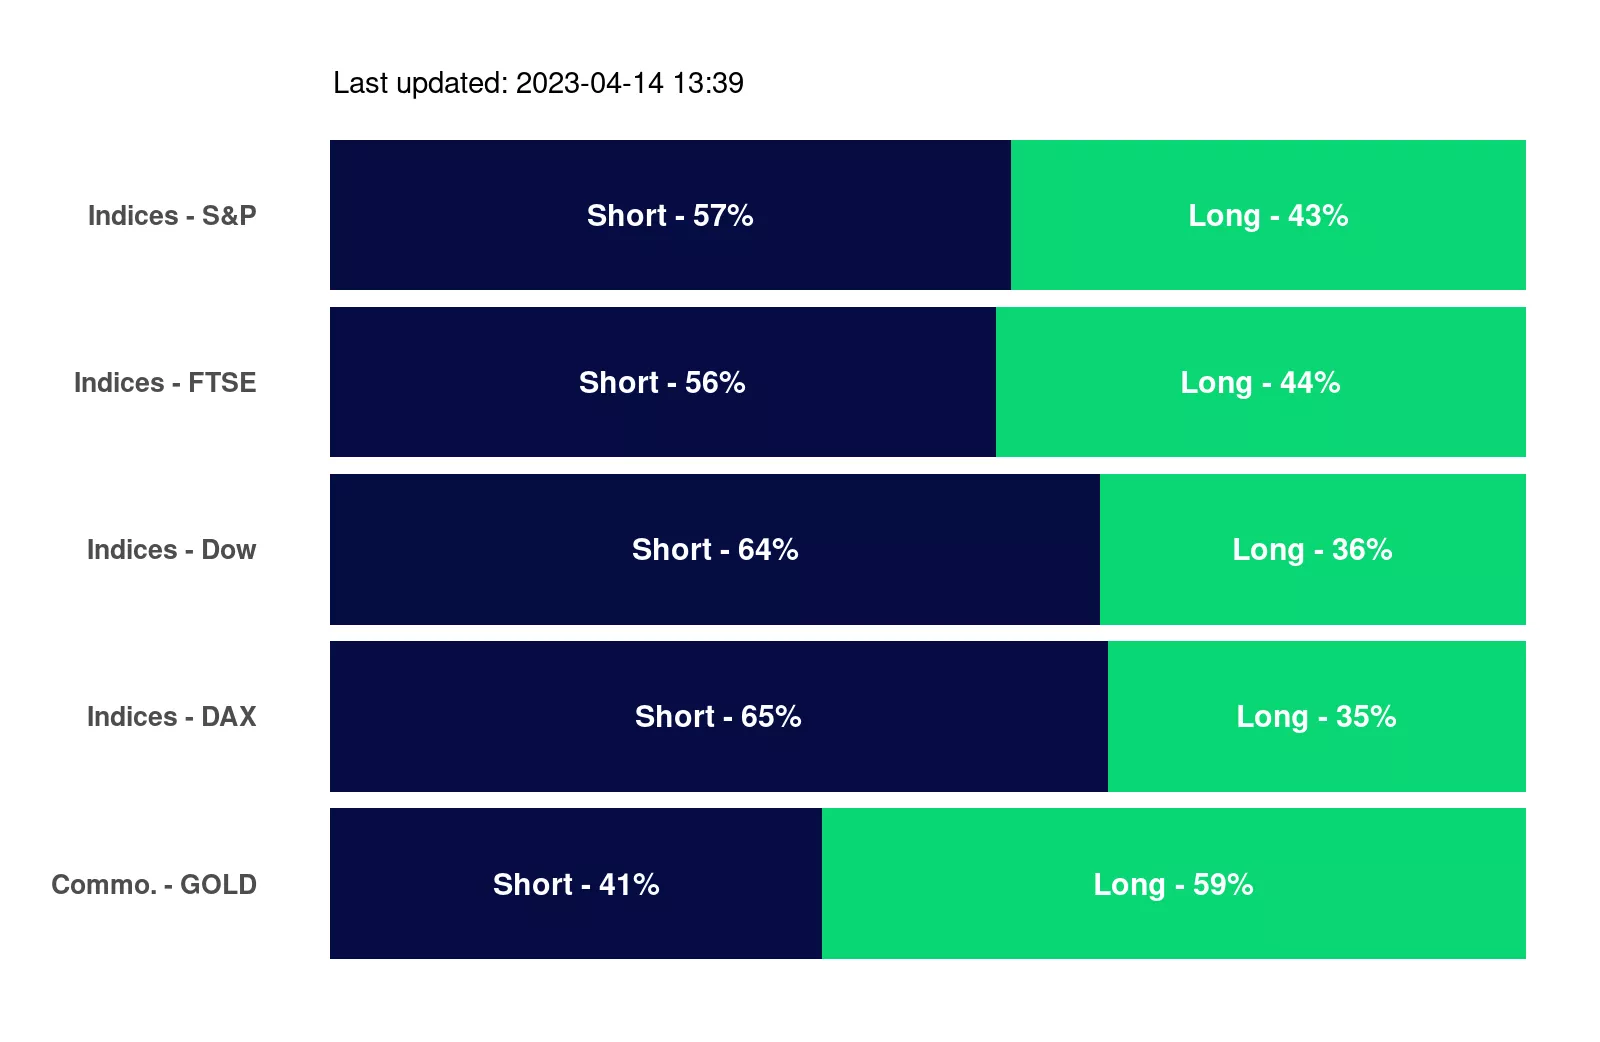 Last updated: 2023-04-14 13:39
Indices - S&P Short - 57% Long - 43%
Indices - FTSE Short - 56% Long - 44%
Indices - Dow Short - 64% Long - 36%
Indices - DAX Short - 65% Long - 35%
Commo. - GOLD Short - 41% Long - 59%